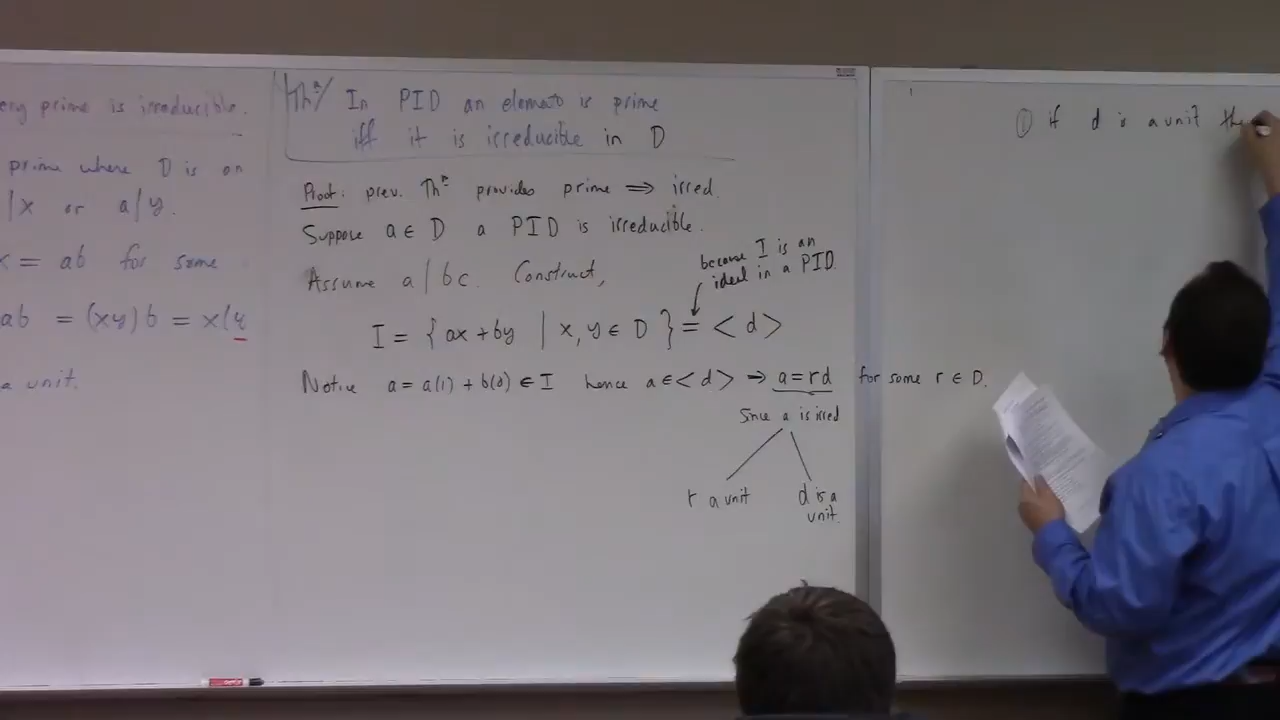 ery prime is irreducible.
prime where D is an
|x or a|y.
x = ab for some
ab = (xy)b = x(y
a unit.
Thᵐ/ In PID an element is prime
iff it is irreducible in D
Proof: prev. Thᵐ provides prime ⟹ irred.
Suppose a ∈ D a PID is irreducible.
Assume a | bc. Construct,
because I is an
ideal in a PID.
I = { ax + by | x, y ∈ D } = < d >
Notice a = a(1) + b(0) ∈ I hence a ∈ < d > → a = rd for some r ∈ D.
Since a is irred
r a unit
d is a
unit.
① if d is a unit the